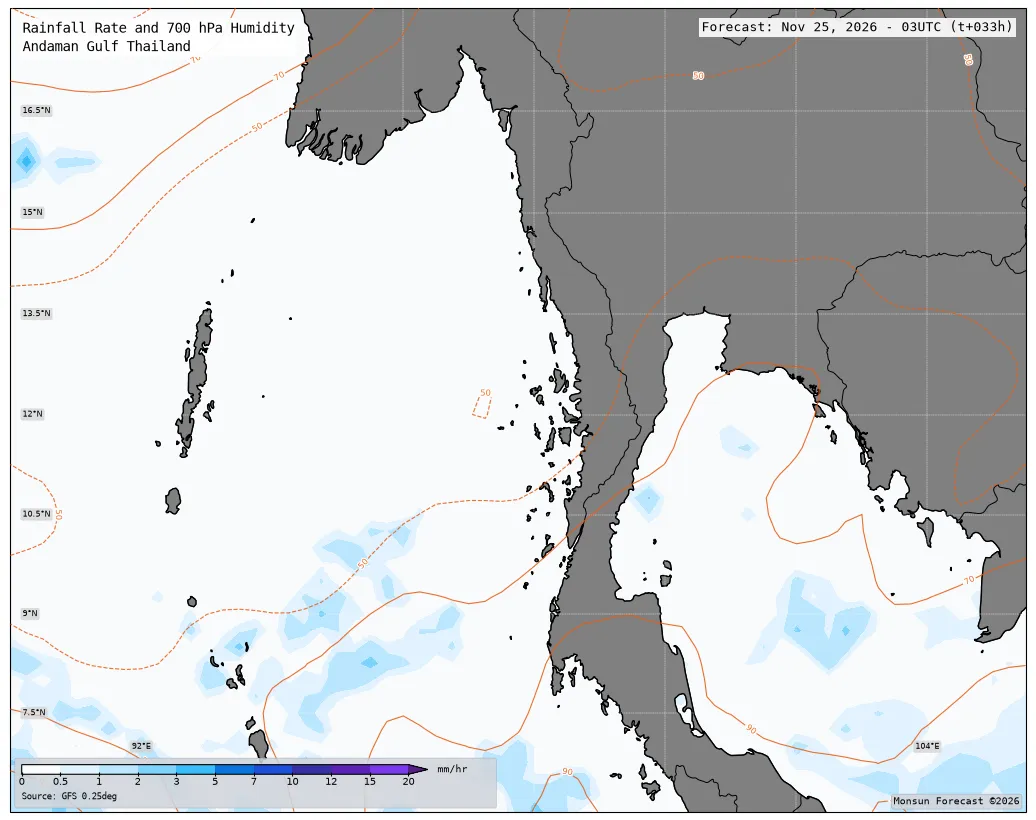 Rainfall Rate and 700 hPa Humidity
Andaman Gulf Thailand
Forecast: Nov 25, 2026 - 03UTC (t+033h)
70
70
50
50
50
16.5°N
15°N
13.5°N
50
12°N
50
10.5°N
50
70
9°N
90
7.5°N
92°E
104°E
90
0 0.5 1 2 3 5 7 10 12 15 20 mm/hr
Source: GFS 0.25deg
Monsun Forecast ©2026